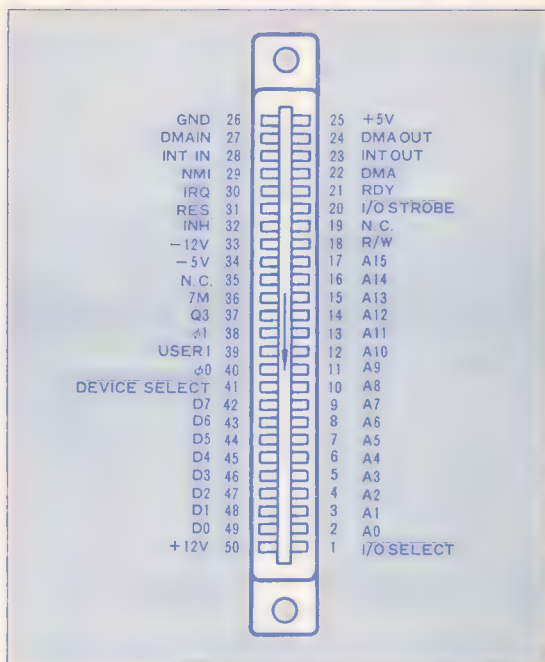 GND 26 25 +5V
DMAIN 27 24 DMA OUT
INT IN 28 23 INT OUT
NMI 29 22 DMA
IRQ 30 21 RDY
RES 31 20 I/O STROBE
INH 32 19 N.C.
−12V 33 18 R/W
−5V 34 17 A15
N.C. 35 16 A14
7M 36 15 A13
Q3 37 14 A12
ϕ1 38 13 A11
USER1 39 12 A10
ϕ0 40 11 A9
DEVICE SELECT 41 10 A8
D7 42 9 A7
D6 43 8 A6
D5 44 7 A5
D4 45 6 A4
D3 46 5 A3
D2 47 4 A2
D1 48 3 A1
D0 49 2 A0
+12V 50 1 I/O SELECT